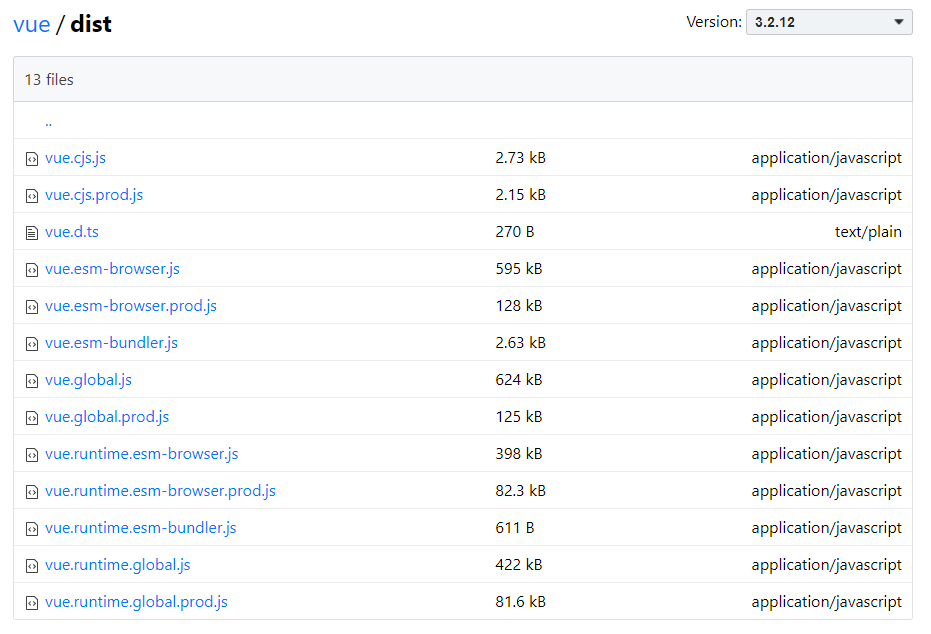 vue / dist Version: 3.2.12
13 files
..
vue.cjs.js 2.73 kB application/javascript
vue.cjs.prod.js 2.15 kB application/javascript
vue.d.ts 270 B text/plain
vue.esm-browser.js 595 kB application/javascript
vue.esm-browser.prod.js 128 kB application/javascript
vue.esm-bundler.js 2.63 kB application/javascript
vue.global.js 624 kB application/javascript
vue.global.prod.js 125 kB application/javascript
vue.runtime.esm-browser.js 398 kB application/javascript
vue.runtime.esm-browser.prod.js 82.3 kB application/javascript
vue.runtime.esm-bundler.js 611 B application/javascript
vue.runtime.global.js 422 kB application/javascript
vue.runtime.global.prod.js 81.6 kB application/javascript